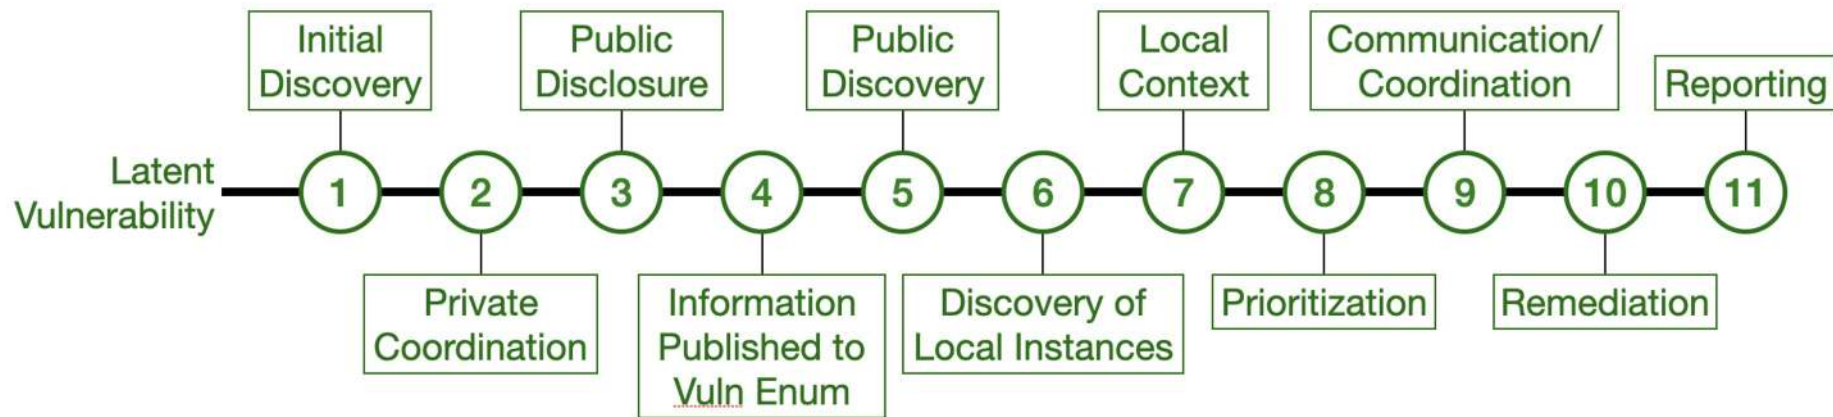 Initial
Discovery
Public
Disclosure
Public
Discovery
Local
Context
Communication/
Coordination
Reporting
Latent
Vulnerability
1
2
3
4
5
6
7
8
9
10
11
Private
Coordination
Information
Published to
Vuln Enum
Discovery of
Local Instances
Prioritization
Remediation